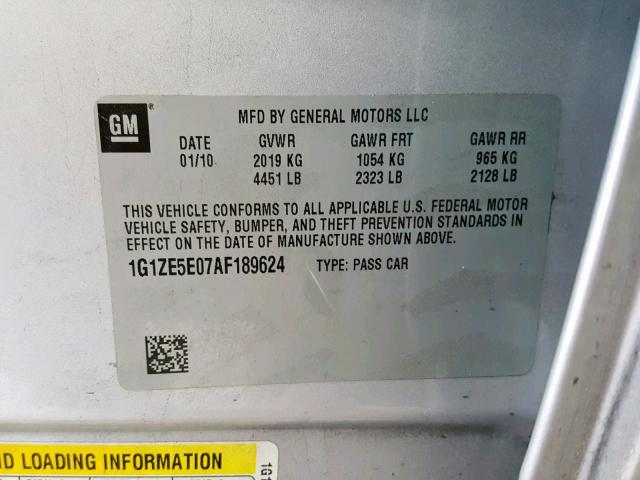 GM
MFD BY GENERAL MOTORS LLC
DATE GVWR GAWR FRT GAWR RR
01/10 2019 KG 1054 KG 965 KG
4451 LB 2323 LB 2128 LB
THIS VEHICLE CONFORMS TO ALL APPLICABLE U.S. FEDERAL MOTOR
VEHICLE SAFETY, BUMPER, AND THEFT PREVENTION STANDARDS IN
EFFECT ON THE DATE OF MANUFACTURE SHOWN ABOVE.
1G1ZE5E07AF189624 TYPE: PASS CAR
ND LOADING INFORMATION
1G1